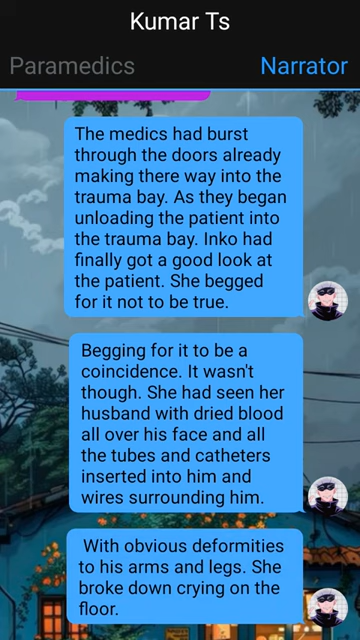 Kumar Ts
Paramedics
Narrator
The medics had burst
through the doors already
making there way into the
trauma bay. As they began
unloading the patient into
the trauma bay. Inko had
finally got a good look at
the patient. She begged
for it not to be true.
Begging for it to be a
coincidence. It wasn't
though. She had seen her
husband with dried blood
all over his face and all
the tubes and catheters
inserted into him and
wires surrounding him.
With obvious deformities
to his arms and legs. She
broke down crying on the
floor.